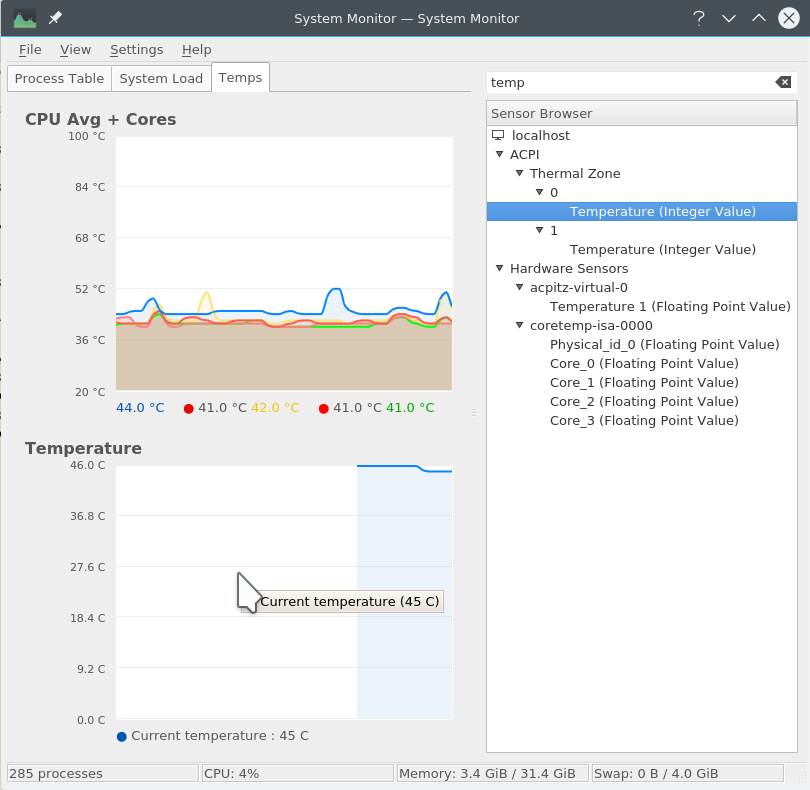 System Monitor — System Monitor
File View Settings Help
Process Table System Load Temps
CPU Avg + Cores
100 °C
84 °C
68 °C
52 °C
36 °C
20 °C
44.0 °C 41.0 °C 42.0 °C 41.0 °C 41.0 °C
Temperature
46.0 C
36.8 C
27.6 C
18.4 C
9.2 C
0.0 C
Current temperature (45 C)
Current temperature : 45 C
temp
Sensor Browser
localhost
ACPI
Thermal Zone
0
Temperature (Integer Value)
1
Temperature (Integer Value)
Hardware Sensors
acpitz-virtual-0
Temperature 1 (Floating Point Value)
coretemp-isa-0000
Physical_id_0 (Floating Point Value)
Core_0 (Floating Point Value)
Core_1 (Floating Point Value)
Core_2 (Floating Point Value)
Core_3 (Floating Point Value)
285 processes
CPU: 4%
Memory: 3.4 GiB / 31.4 GiB
Swap: 0 B / 4.0 GiB